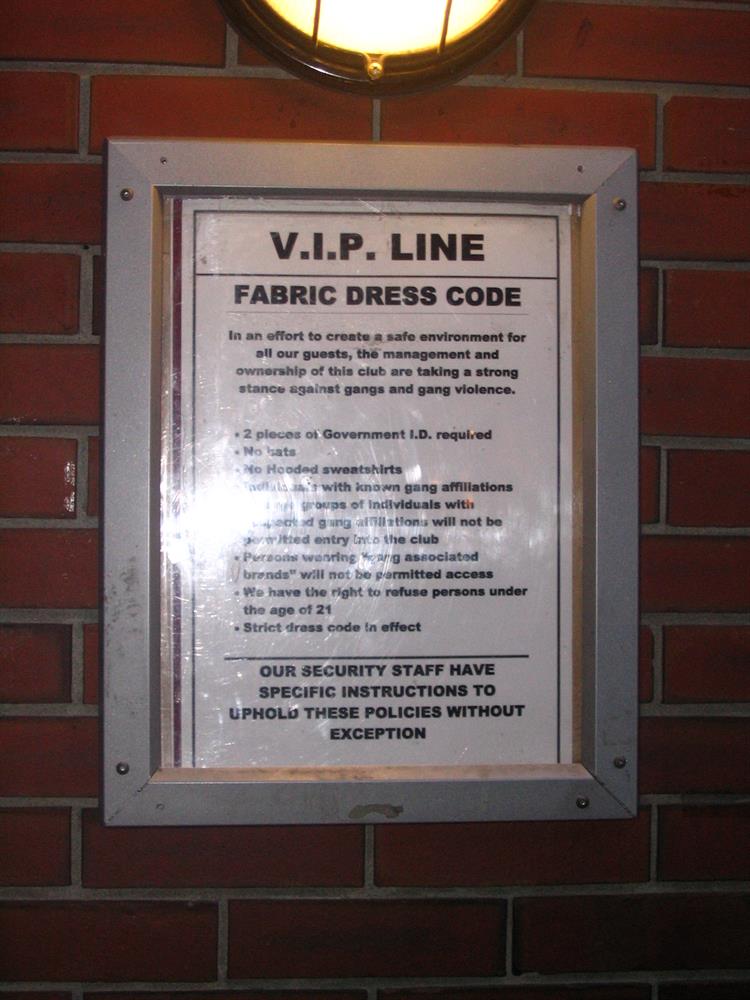 V.I.P. LINE
FABRIC DRESS CODE
In an effort to create a safe environment for
all our guests, the management and
ownership of this club are taking a strong
stance against gangs and gang violence.
• 2 pieces of Government I.D. required
• No hats
• No Hooded sweatshirts
Individuals with known gang affiliations
groups of individuals with
suspected gang affiliations will not be
permitted entry into the club
• Persons wearing "gang associated
brands" will not be permitted access
• We have the right to refuse persons under
the age of 21
• Strict dress code in effect
OUR SECURITY STAFF HAVE
SPECIFIC INSTRUCTIONS TO
UPHOLD THESE POLICIES WITHOUT
EXCEPTION